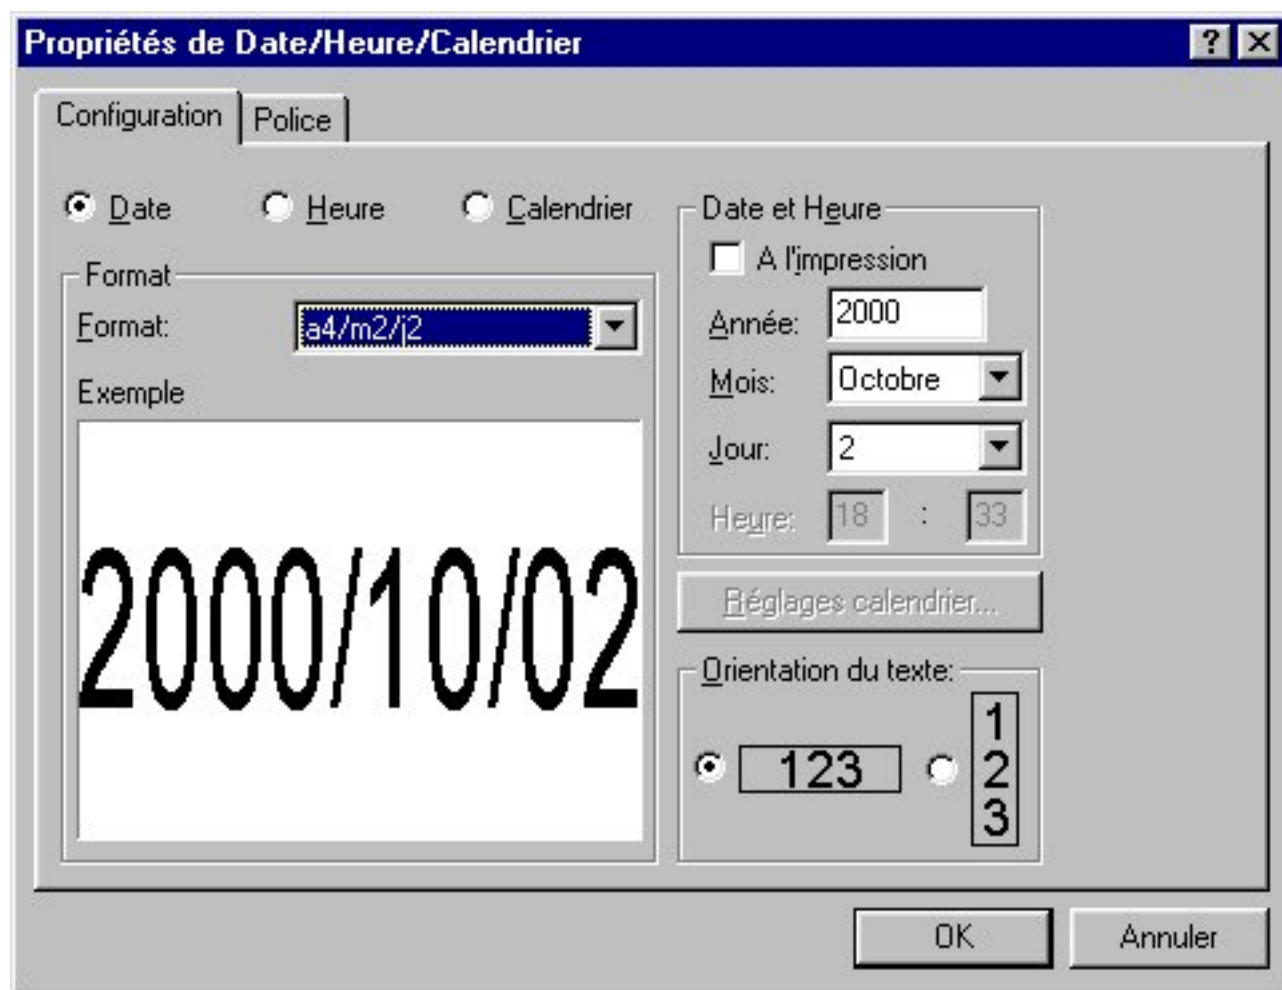 Propriétés de Date/Heure/Calendrier
Configuration
Police
Date
Heure
Calendrier
Format
Format:
a4/m2/j2
Exemple
2000/10/02
Date et Heure
A l'impression
Année:
2000
Mois:
Octobre
Jour:
2
Heure:
18 : 33
Réglages calendrier...
Orientation du texte:
123
1
2
3
OK
Annuler